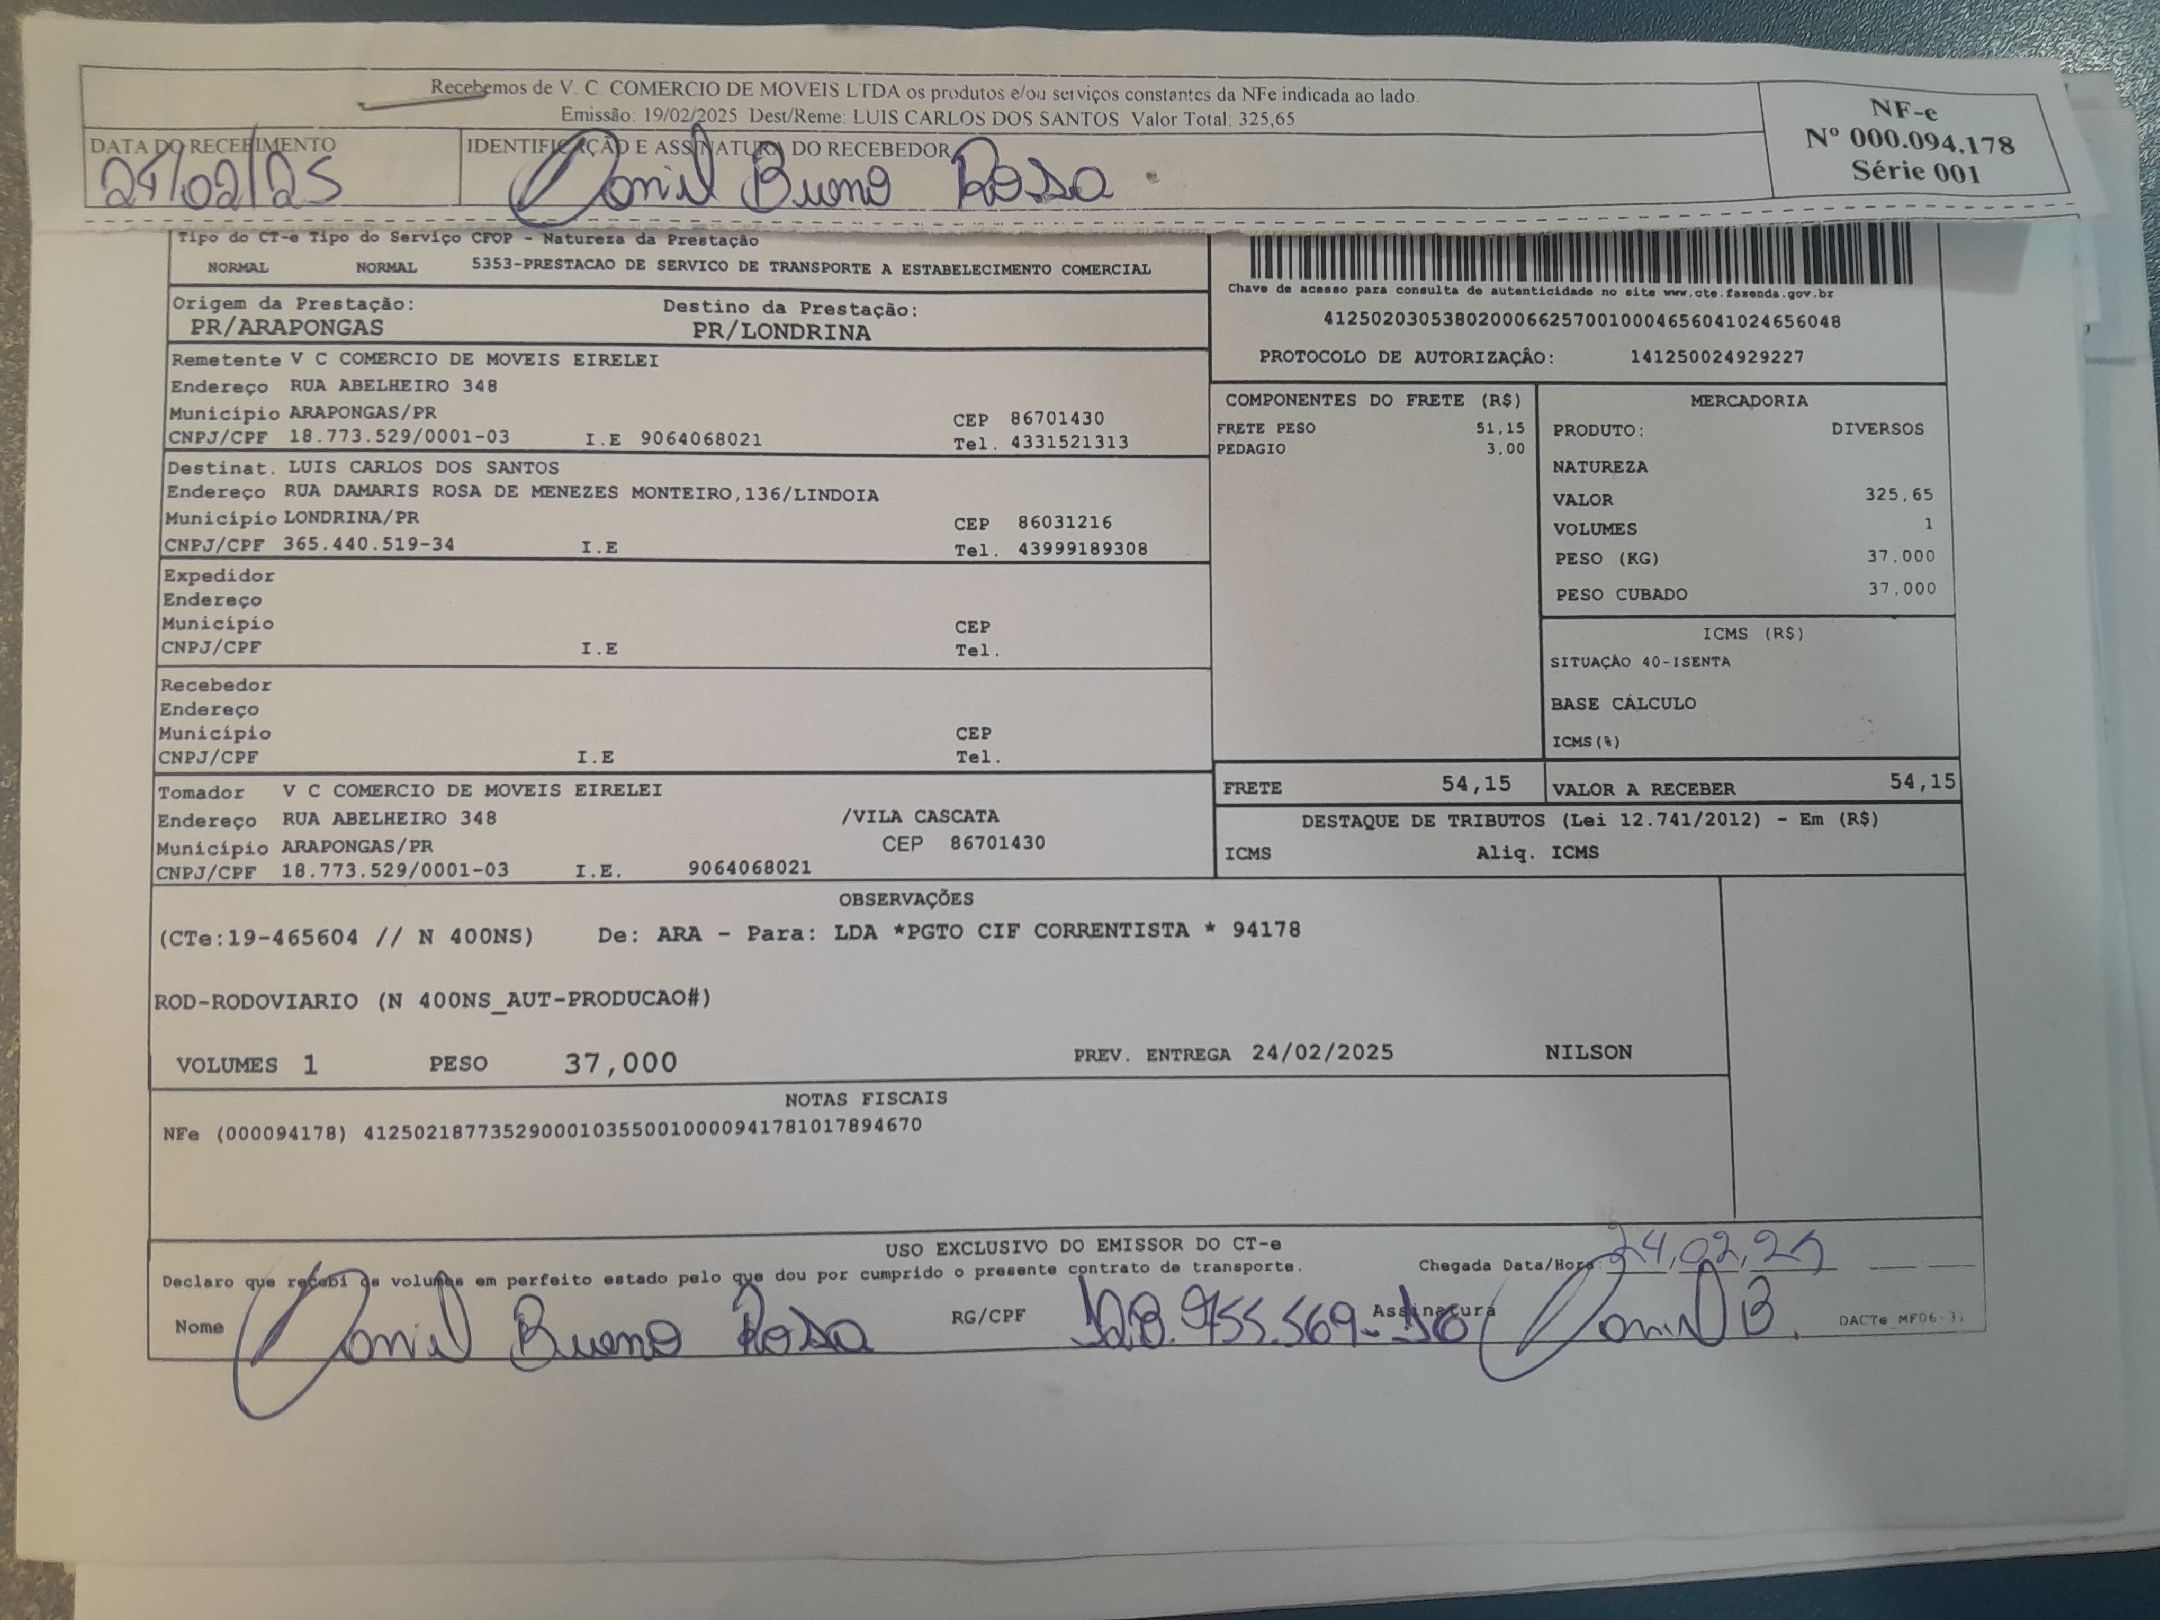 Recebemos de V. C. COMERCIO DE MOVEIS LTDA os produtos e/ou serviços constantes da NFe indicada ao lado.
Emissão: 19/02/2025 Dest/Reme: LUIS CARLOS DOS SANTOS Valor Total: 325,65
NF-e
Nº 000.094.178
Série 001
DATA DO RECEBIMENTO IDENTIFICAÇÃO E ASSINATURA DO RECEBEDOR
24/02/25 Daniel Bueno Rosa
Tipo do CT-e Tipo do Serviço CFOP - Natureza da Prestação
NORMAL NORMAL 5353-PRESTACAO DE SERVICO DE TRANSPORTE A ESTABELECIMENTO COMERCIAL
Chave de acesso para consulta de autenticidade no site www.cte.fazenda.gov.br
41250203053802000662570010004656041024656048
PROTOCOLO DE AUTORIZAÇÂO: 141250024929227
Origem da Prestação: Destino da Prestação:
PR/ARAPONGAS PR/LONDRINA
Remetente V C COMERCIO DE MOVEIS EIRELEI
Endereço RUA ABELHEIRO 348
Município ARAPONGAS/PR CEP 86701430
CNPJ/CPF 18.773.529/0001-03 I.E 9064068021 Tel. 4331521313
Destinat. LUIS CARLOS DOS SANTOS
Endereço RUA DAMARIS ROSA DE MENEZES MONTEIRO,136/LINDOIA
Município LONDRINA/PR CEP 86031216
CNPJ/CPF 365.440.519-34 I.E Tel. 43999189308
Expedidor
Endereço
Município CEP
CNPJ/CPF I.E Tel.
Recebedor
Endereço
Município CEP
CNPJ/CPF I.E Tel.
Tomador V C COMERCIO DE MOVEIS EIRELEI
Endereço RUA ABELHEIRO 348 /VILA CASCATA
Município ARAPONGAS/PR CEP 86701430
CNPJ/CPF 18.773.529/0001-03 I.E. 9064068021
COMPONENTES DO FRETE (R$)
FRETE PESO 51,15
PEDAGIO 3,00
MERCADORIA
PRODUTO: DIVERSOS
NATUREZA
VALOR 325,65
VOLUMES 1
PESO (KG) 37,000
PESO CUBADO 37,000
ICMS (R$)
SITUAÇÃO 40-ISENTA
BASE CÁLCULO
ICMS(%)
FRETE 54,15 VALOR A RECEBER 54,15
DESTAQUE DE TRIBUTOS (Lei 12.741/2012) - Em (R$)
ICMS Aliq. ICMS
OBSERVAÇÕES
(CTe:19-465604 // N 400NS) De: ARA - Para: LDA *PGTO CIF CORRENTISTA * 94178
ROD-RODOVIARIO (N 400NS_AUT-PRODUCAO#)
VOLUMES 1 PESO 37,000 PREV. ENTREGA 24/02/2025 NILSON
NOTAS FISCAIS
NFe (000094178) 41250218773529000103550010000941781017894670
USO EXCLUSIVO DO EMISSOR DO CT-e
Declaro que recebi os volumes em perfeito estado pelo que dou por cumprido o presente contrato de transporte. Chegada Data/Hora 24,02,25
Nome Daniel Bueno Rosa RG/CPF 128.955.569-16 Assinatura Daniel B.
DACTe MF06-3